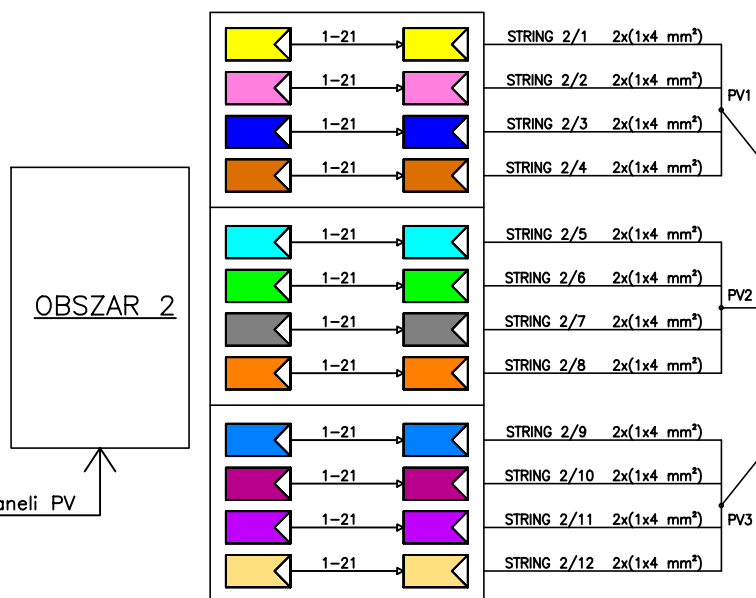 1-21 STRING 2/1 2x(1x4 mm²)
1-21 STRING 2/2 2x(1x4 mm²)
PV1
1-21 STRING 2/3 2x(1x4 mm²)
1-21 STRING 2/4 2x(1x4 mm²)
1-21 STRING 2/5 2x(1x4 mm²)
1-21 STRING 2/6 2x(1x4 mm²)
PV2
OBSZAR 2
1-21 STRING 2/7 2x(1x4 mm²)
1-21 STRING 2/8 2x(1x4 mm²)
1-21 STRING 2/9 2x(1x4 mm²)
1-21 STRING 2/10 2x(1x4 mm²)
aneli PV
1-21 STRING 2/11 2x(1x4 mm²)
PV3
1-21 STRING 2/12 2x(1x4 mm²)